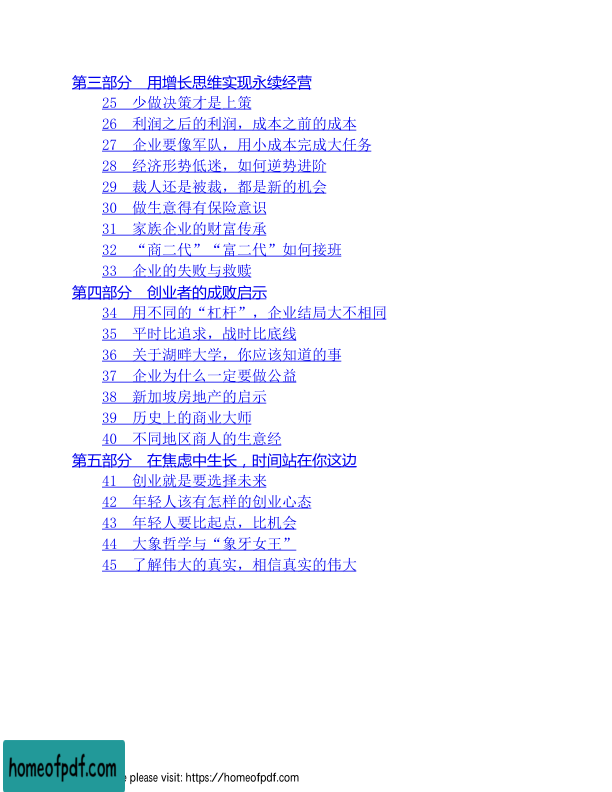 第三部分　用增长思维实现永续经营
25　少做决策才是上策
26　利润之后的利润，成本之前的成本
27　企业要像军队，用小成本完成大任务
28　经济形势低迷，如何逆势进阶
29　裁人还是被裁，都是新的机会
30　做生意得有保险意识
31　家族企业的财富传承
32　“商二代”“富二代”如何接班
33　企业的失败与救赎
第四部分　创业者的成败启示
34　用不同的“杠杆”，企业结局大不相同
35　平时比追求，战时比底线
36　关于湖畔大学，你应该知道的事
37　企业为什么一定要做公益
38　新加坡房地产的启示
39　历史上的商业大师
40　不同地区商人的生意经
第五部分　在焦虑中生长，时间站在你这边
41　创业就是要选择未来
42　年轻人该有怎样的创业心态
43　年轻人要比起点，比机会
44　大象哲学与“象牙女王”
45　了解伟大的真实，相信真实的伟大
homeofpdf.com
please visit: https://homeofpdf.com